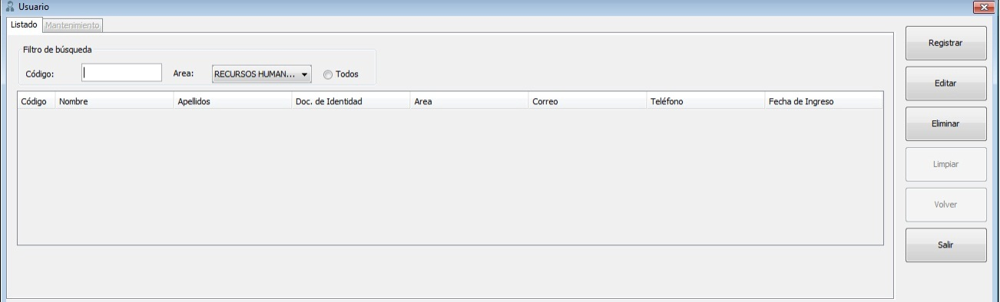 Usuario
Listado Mantenimiento
Filtro de búsqueda
Código: Area: RECURSOS HUMAN... Todos
Código Nombre Apellidos Doc. de Identidad Area Correo Teléfono Fecha de Ingreso
Registrar
Editar
Eliminar
Limpiar
Volver
Salir